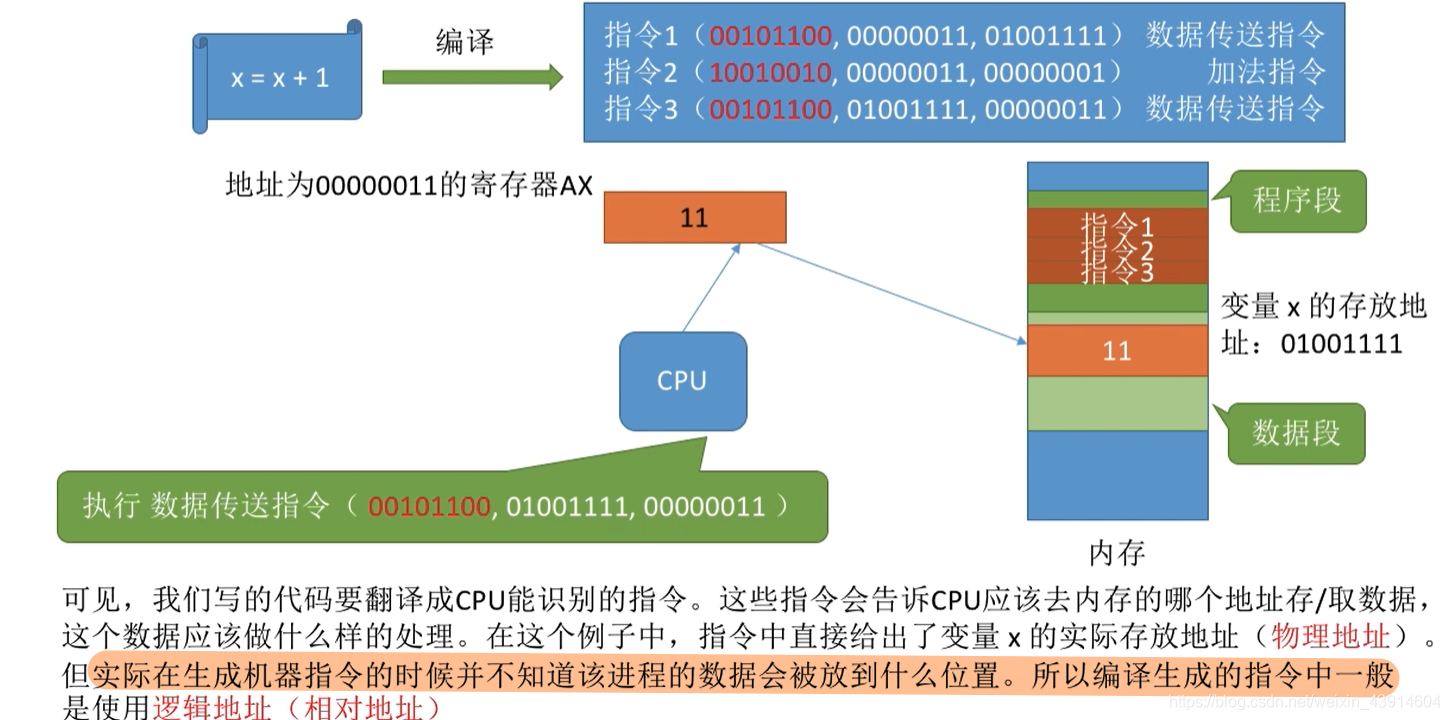 x = x + 1
编译
指令1（00101100, 00000011, 01001111） 数据传送指令
指令2（10010010, 00000011, 00000001） 加法指令
指令3（00101100, 01001111, 00000011） 数据传送指令
地址为00000011的寄存器AX
11
程序段
指令1
指令2
指令3
变量 x 的存放地
址：01001111
11
CPU
数据段
执行 数据传送指令（ 00101100, 01001111, 00000011 ）
内存
可见，我们写的代码要翻译成CPU能识别的指令。这些指令会告诉CPU应该去内存的哪个地址存/取数据，
这个数据应该做什么样的处理。在这个例子中，指令中直接给出了变量 x 的实际存放地址（物理地址）。
但实际在生成机器指令的时候并不知道该进程的数据会被放到什么位置。所以编译生成的指令中一般
是使用逻辑地址（相对地址）
https://blog.csdn.net/weixin_43914604